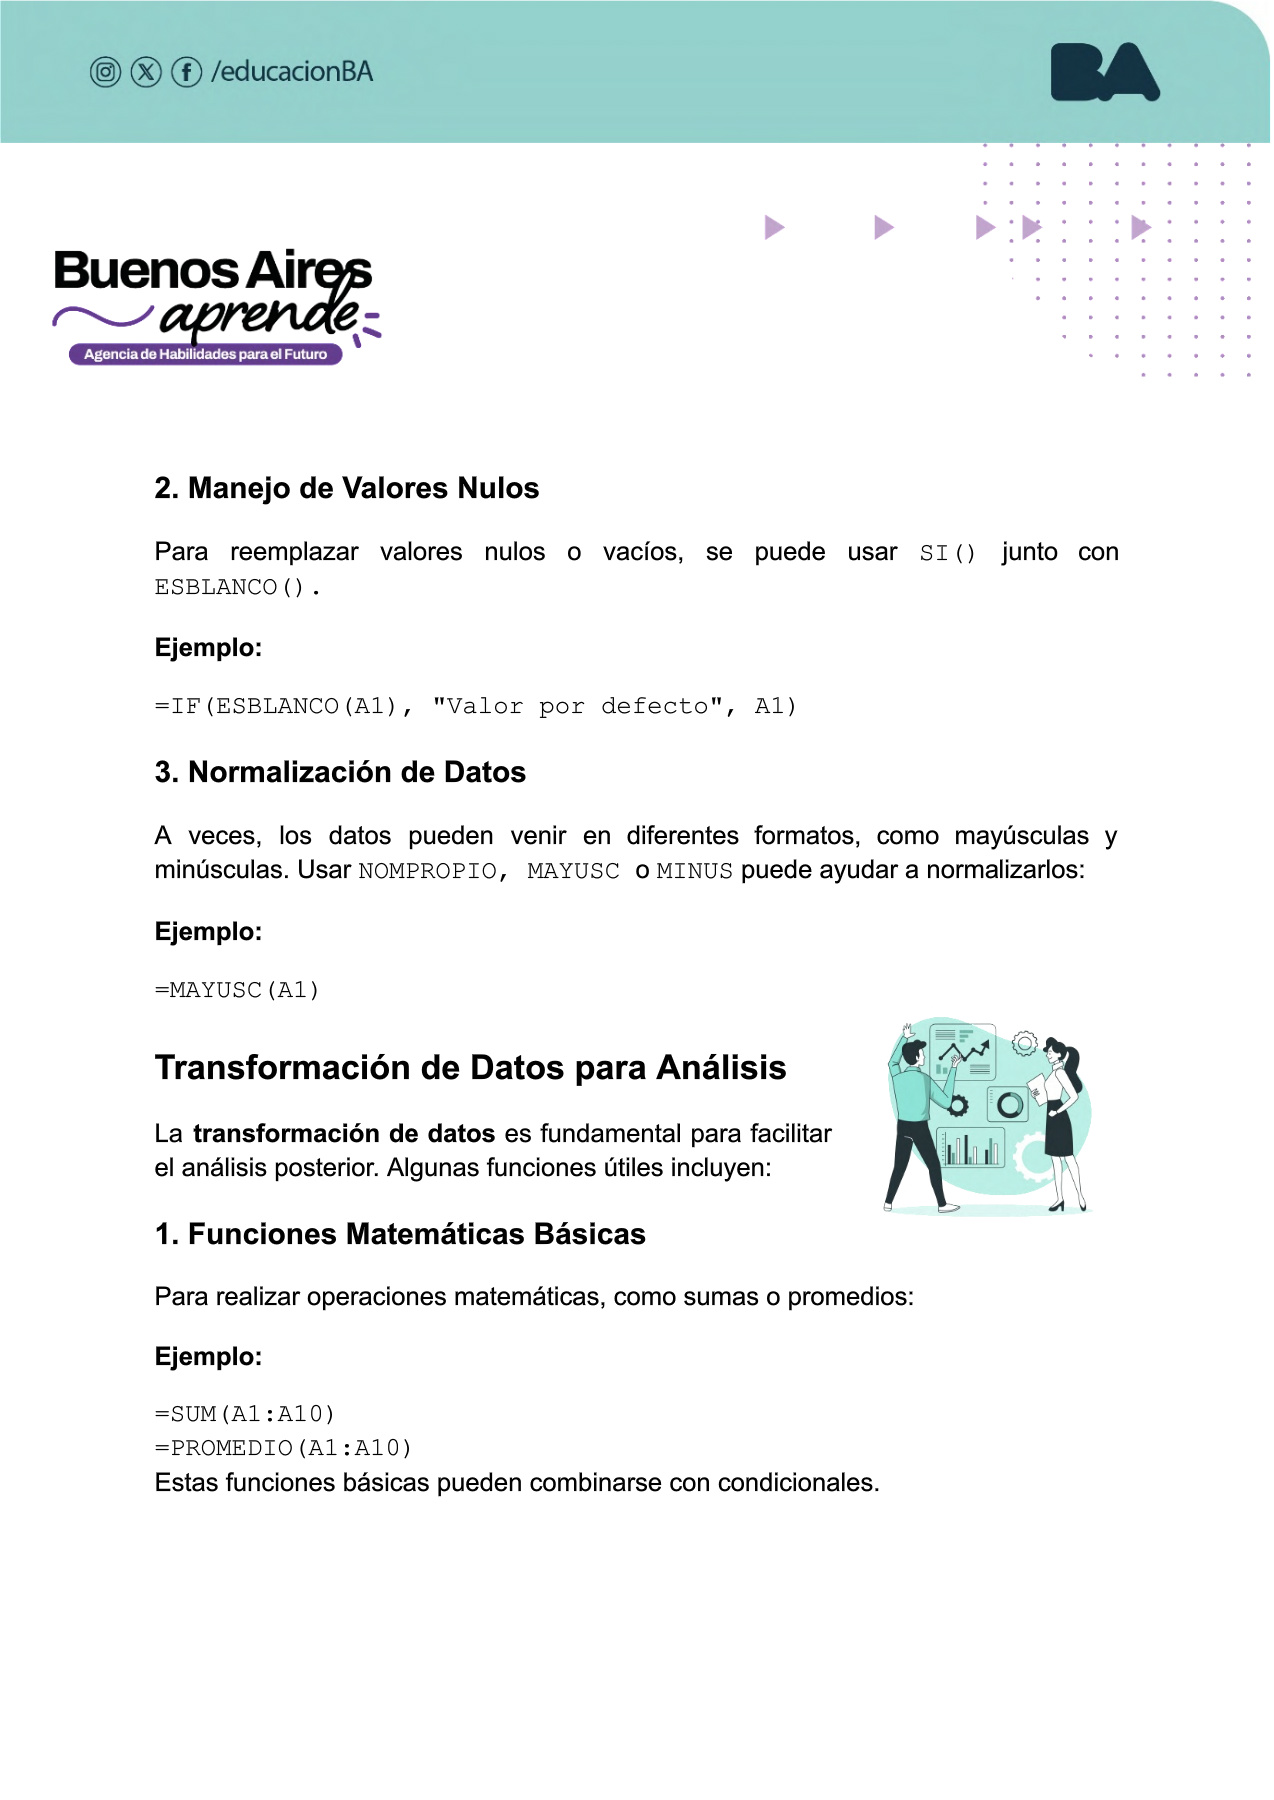 /educacionBA
BA
Buenos Aires
aprende
Agencia de Habilidades para el Futuro
2. Manejo de Valores Nulos
Para reemplazar valores nulos o vacíos, se puede usar SI() junto con
ESBLANCO().
Ejemplo:
=IF(ESBLANCO(A1), "Valor por defecto", A1)
3. Normalización de Datos
A veces, los datos pueden venir en diferentes formatos, como mayúsculas y
minúsculas. Usar NOMPROPIO, MAYUSC o MINUS puede ayudar a normalizarlos:
Ejemplo:
=MAYUSC(A1)
Transformación de Datos para Análisis
La transformación de datos es fundamental para facilitar
el análisis posterior. Algunas funciones útiles incluyen:
1. Funciones Matemáticas Básicas
Para realizar operaciones matemáticas, como sumas o promedios:
Ejemplo:
=SUM(A1:A10)
=PROMEDIO(A1:A10)
Estas funciones básicas pueden combinarse con condicionales.